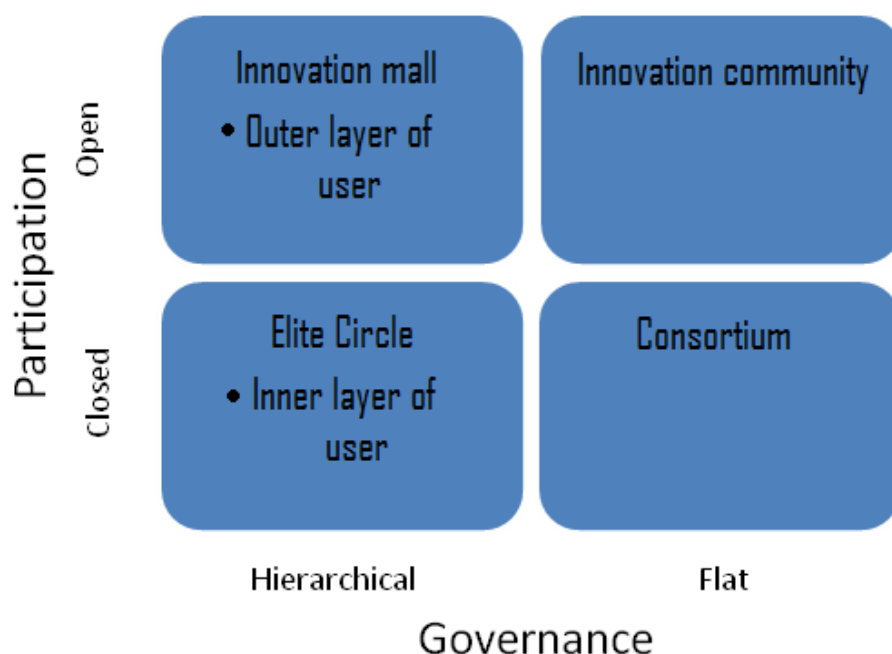 Participation
Open
Innovation mall
• Outer layer of
user
Innovation community
Closed
Elite Circle
• Inner layer of
user
Consortium
Hierarchical
Flat
Governance